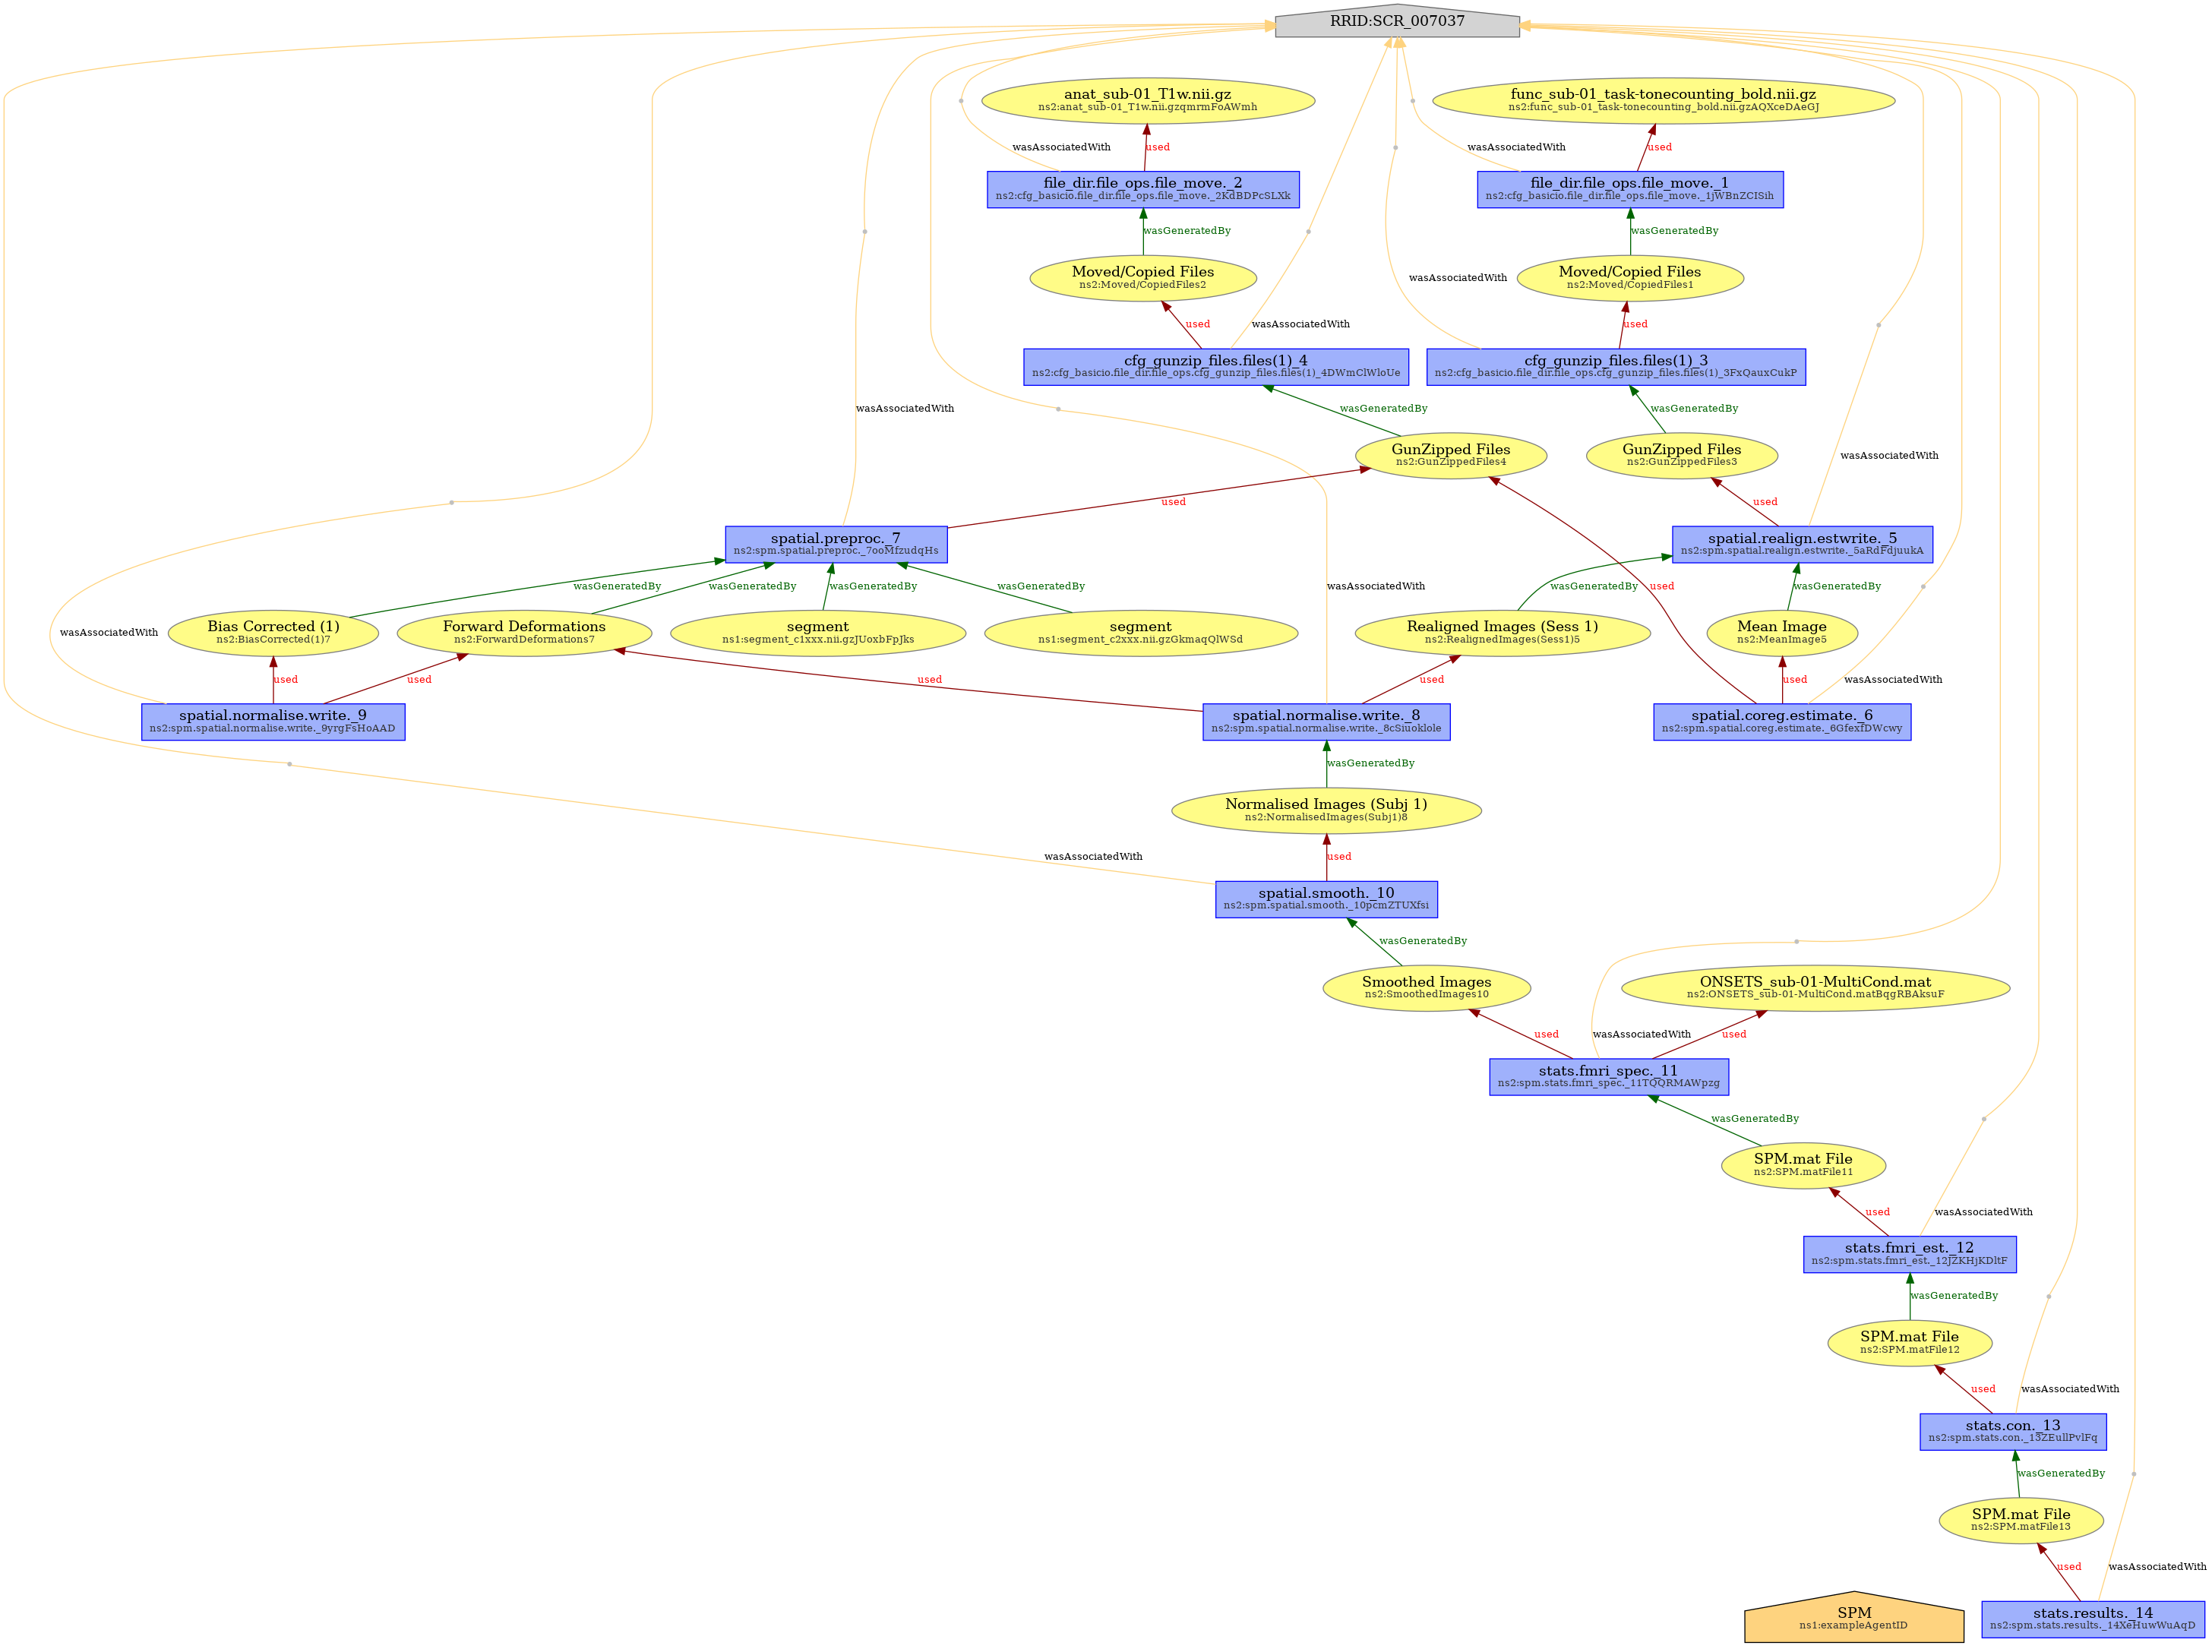 RRID:SCR_007037
anat_sub-01_T1w.nii.gz
ns2:anat_sub-01_T1w.nii.gzqmrmFoAWmh
func_sub-01_task-tonecounting_bold.nii.gz
ns2:func_sub-01_task-tonecounting_bold.nii.gzAQXceDAeGJ
wasAssociatedWith
used
wasAssociatedWith
used
file_dir.file_ops.file_move._2
ns2:cfg_basicio.file_dir.file_ops.file_move._2KdBDPcSLXk
file_dir.file_ops.file_move._1
ns2:cfg_basicio.file_dir.file_ops.file_move._1jWBnZCISih
wasGeneratedBy
wasGeneratedBy
Moved/Copied Files
ns2:Moved/CopiedFiles2
Moved/Copied Files
ns2:Moved/CopiedFiles1
wasAssociatedWith
used
wasAssociatedWith
used
cfg_gunzip_files.files(1)_4
ns2:cfg_basicio.file_dir.file_ops.cfg_gunzip_files.files(1)_4DWmClWloUe
cfg_gunzip_files.files(1)_3
ns2:cfg_basicio.file_dir.file_ops.cfg_gunzip_files.files(1)_3FxQauxCukP
wasAssociatedWith
wasGeneratedBy
wasGeneratedBy
GunZipped Files
ns2:GunZippedFiles4
GunZipped Files
ns2:GunZippedFiles3
wasAssociatedWith
used
used
spatial.preproc._7
ns2:spm.spatial.preproc._7ooMfzudqHs
spatial.realign.estwrite._5
ns2:spm.spatial.realign.estwrite._5aRdFdjuukA
wasGeneratedBy
wasGeneratedBy
wasGeneratedBy
wasGeneratedBy
wasAssociatedWith
wasGeneratedBy
used
wasGeneratedBy
wasAssociatedWith
Bias Corrected (1)
ns2:BiasCorrected(1)7
Forward Deformations
ns2:ForwardDeformations7
segment
ns1:segment_c1xxx.nii.gzJUoxbFpJks
segment
ns1:segment_c2xxx.nii.gzGkmaqQlWSd
Realigned Images (Sess 1)
ns2:RealignedImages(Sess1)5
Mean Image
ns2:MeanImage5
used
used
used
used
used
wasAssociatedWith
spatial.normalise.write._9
ns2:spm.spatial.normalise.write._9yrgFsHoAAD
spatial.normalise.write._8
ns2:spm.spatial.normalise.write._8cSiuoklole
spatial.coreg.estimate._6
ns2:spm.spatial.coreg.estimate._6GfexfDWcwy
wasGeneratedBy
Normalised Images (Subj 1)
ns2:NormalisedImages(Subj1)8
wasAssociatedWith
used
spatial.smooth._10
ns2:spm.spatial.smooth._10pcmZTUXfsi
wasGeneratedBy
Smoothed Images
ns2:SmoothedImages10
ONSETS_sub-01-MultiCond.mat
ns2:ONSETS_sub-01-MultiCond.matBqgRBAksuF
used
wasAssociatedWith
used
stats.fmri_spec._11
ns2:spm.stats.fmri_spec._11TQQRMAWpzg
wasGeneratedBy
SPM.mat File
ns2:SPM.matFile11
used
wasAssociatedWith
stats.fmri_est._12
ns2:spm.stats.fmri_est._12JZKHjKDltF
wasGeneratedBy
SPM.mat File
ns2:SPM.matFile12
used
wasAssociatedWith
stats.con._13
ns2:spm.stats.con._13ZEullPvlFq
wasGeneratedBy
SPM.mat File
ns2:SPM.matFile13
used
wasAssociatedWith
SPM
ns1:exampleAgentID
stats.results._14
ns2:spm.stats.results._14XeHuwWuAqD